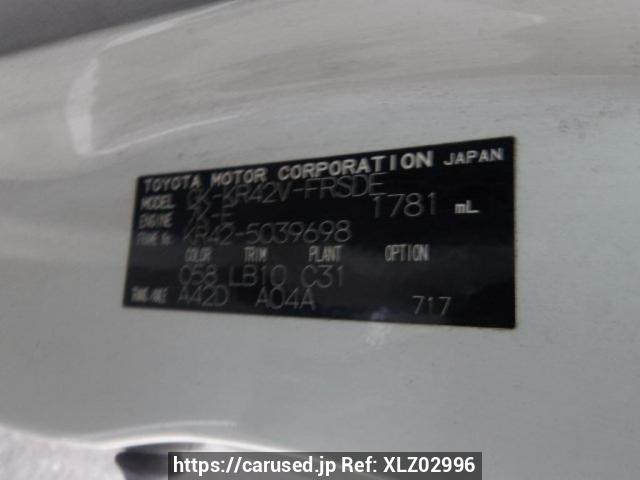 TOYOTA MOTOR CORPORATION JAPAN
MODEL GK-KR42V-FRSDE
ENGINE 7K-E 1781 mL
FRAME No. KR42-5039698
COLOR TRIM PLANT OPTION
058 LB10 C31
TRANS/AXLE A42D A04A 717
https://carused.jp Ref: XLZ02996